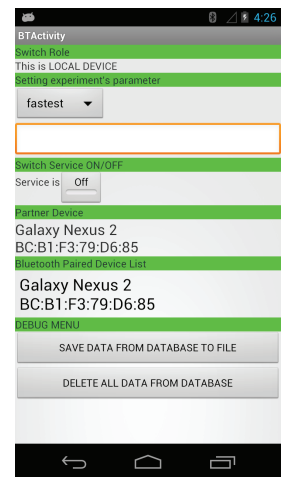 4:26
BTActivity
Switch Role
This is LOCAL DEVICE
Setting experiment's parameter
fastest
Switch Service ON/OFF
Service is Off
Partner Device
Galaxy Nexus 2
BC:B1:F3:79:D6:85
Bluetooth Paired Device List
Galaxy Nexus 2
BC:B1:F3:79:D6:85
DEBUG MENU
SAVE DATA FROM DATABASE TO FILE
DELETE ALL DATA FROM DATABASE